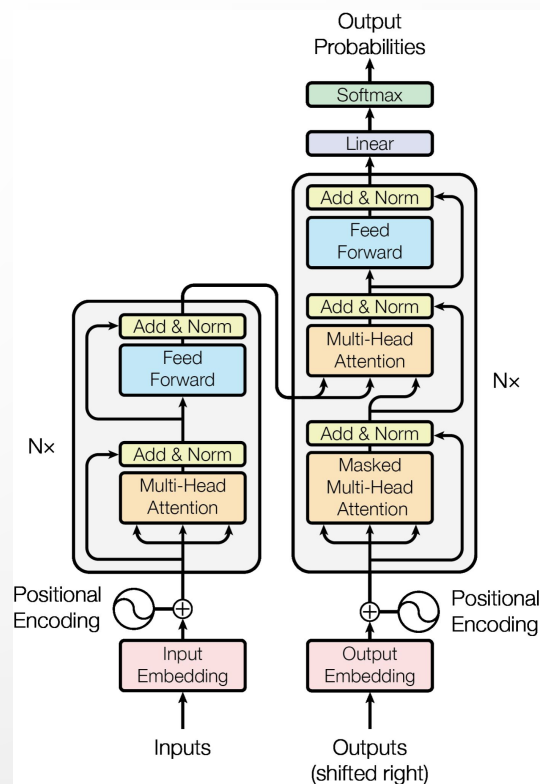 Output
Probabilities
Softmax
Linear
Add & Norm
Feed
Forward
Add & Norm
Multi-Head
Attention
Add & Norm
Masked
Multi-Head
Attention
Nx
Add & Norm
Feed
Forward
Add & Norm
Multi-Head
Attention
Nx
Positional
Encoding
Positional
Encoding
Input
Embedding
Output
Embedding
Inputs
Outputs
(shifted right)